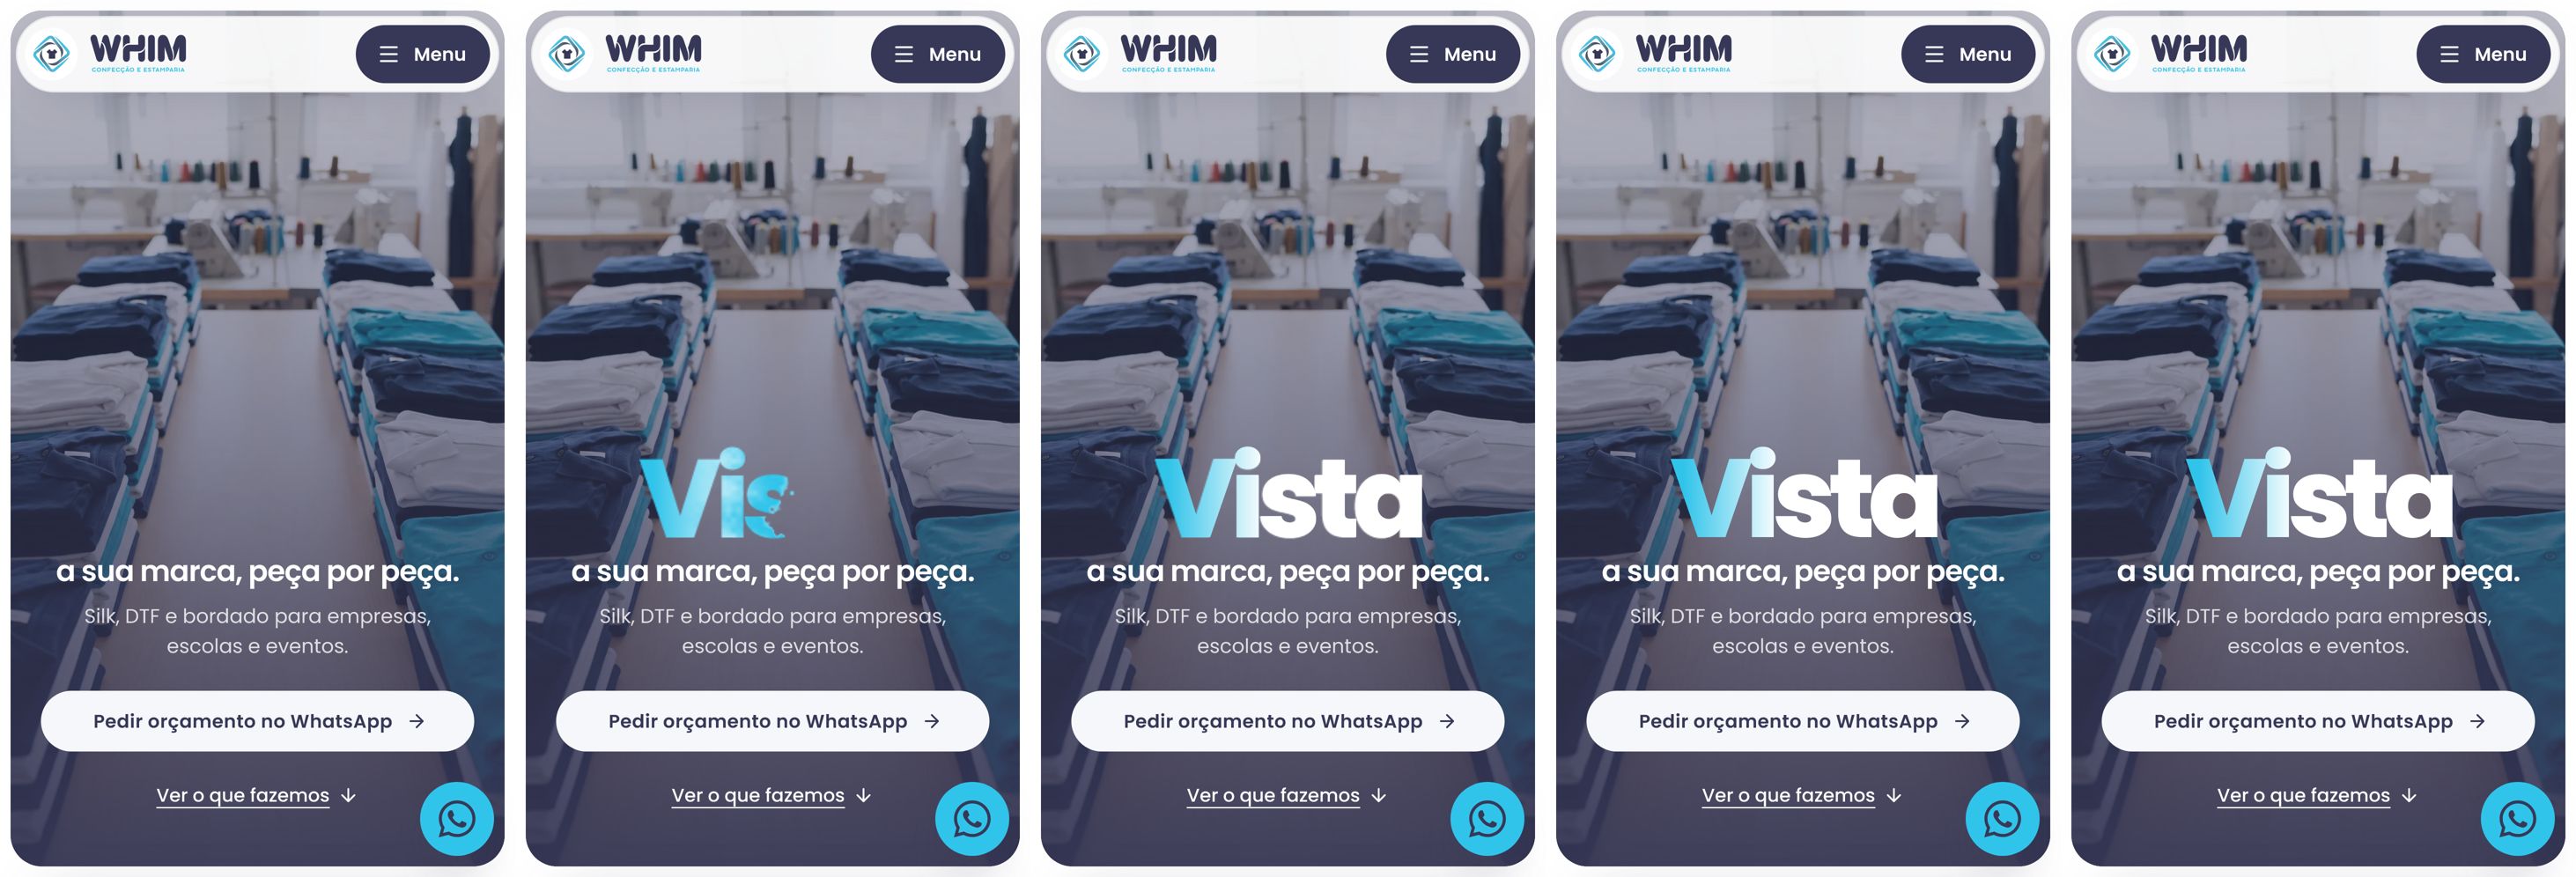 WHIM
CONFECÇÃO E ESTAMPARIA
Menu
a sua marca, peça por peça.
Silk, DTF e bordado para empresas,
escolas e eventos.
Pedir orçamento no WhatsApp
Ver o que fazemos
WHIM
CONFECÇÃO E ESTAMPARIA
Menu
Vis
a sua marca, peça por peça.
Silk, DTF e bordado para empresas,
escolas e eventos.
Pedir orçamento no WhatsApp
Ver o que fazemos
WHIM
CONFECÇÃO E ESTAMPARIA
Menu
Vista
a sua marca, peça por peça.
Silk, DTF e bordado para empresas,
escolas e eventos.
Pedir orçamento no WhatsApp
Ver o que fazemos
WHIM
CONFECÇÃO E ESTAMPARIA
Menu
Vista
a sua marca, peça por peça.
Silk, DTF e bordado para empresas,
escolas e eventos.
Pedir orçamento no WhatsApp
Ver o que fazemos
WHIM
CONFECÇÃO E ESTAMPARIA
Menu
Vista
a sua marca, peça por peça.
Silk, DTF e bordado para empresas,
escolas e eventos.
Pedir orçamento no WhatsApp
Ver o que fazemos